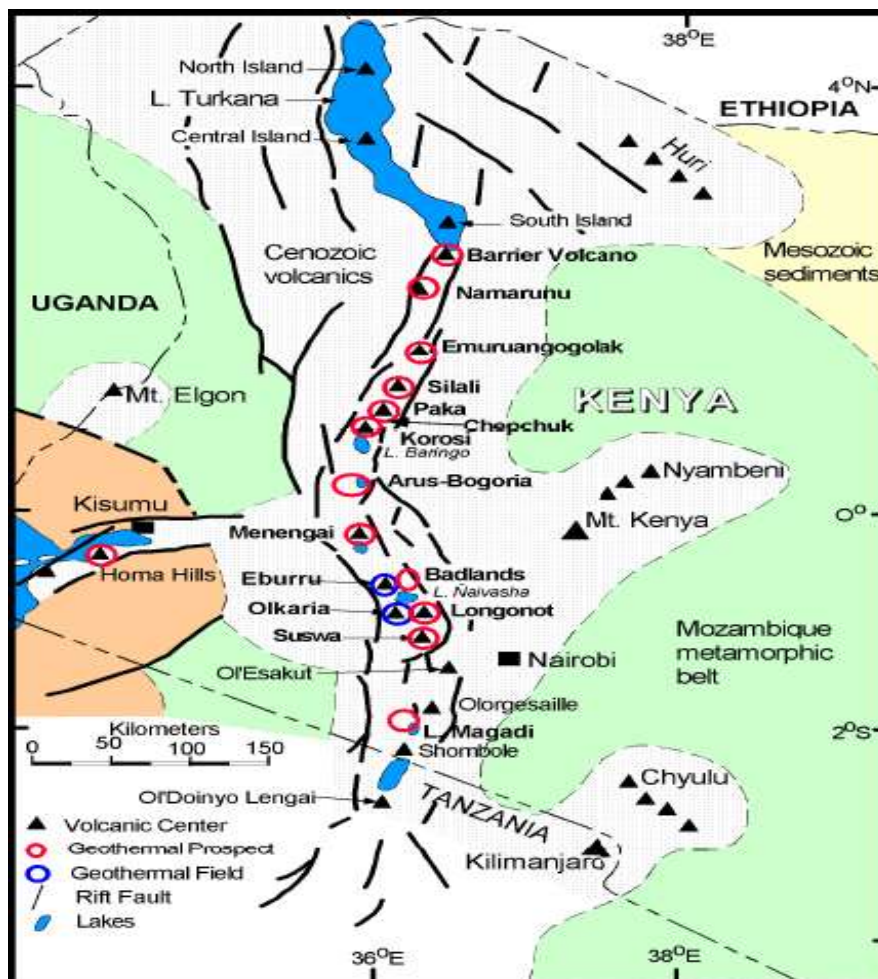 38°E
North Island
L. Turkana
4°N
ETHIOPIA
Central Island
Huri
South Island
Cenozoic
volcanics
Barrier Volcano
Mesozoic
sediments
Namarunu
UGANDA
Emuruangogolak
Mt. Elgon
Silali
KENYA
Paka
Chepchuk
Korosi
L. Baringo
Arus-Bogoria
Nyambeni
Kisumu
Mt. Kenya
0°
Menengai
Homa Hills
Eburru
Badlands
L. Naivasha
Olkaria
Longonot
Suswa
Mozambique
metamorphic
belt
Nairobi
Ol'Esakut
Olorgesaille
Kilometers
0 50 100 150
L. Magadi
2°S
Shombole
Chyulu
Ol'Doinyo Lengai
TANZANIA
Kilimanjaro
Volcanic Center
Geothermal Prospect
Geothermal Field
Rift Fault
Lakes
36°E
38°E